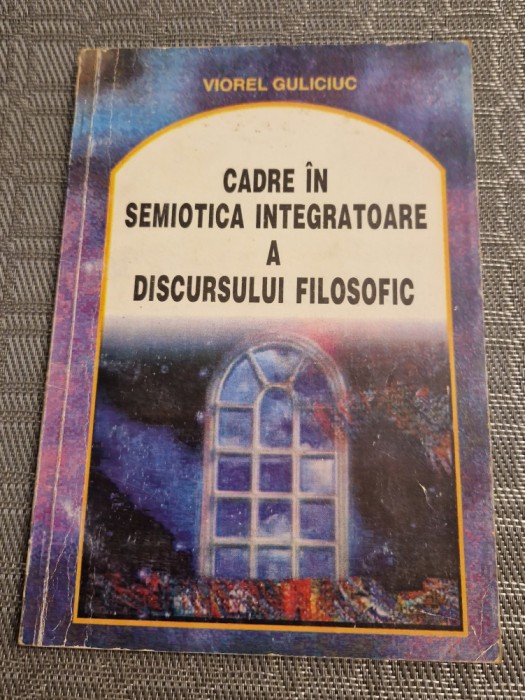 VIOREL GULICIUC
CADRE ÎN
SEMIOTICA INTEGRATOARE
A
DISCURSULUI FILOSOFIC